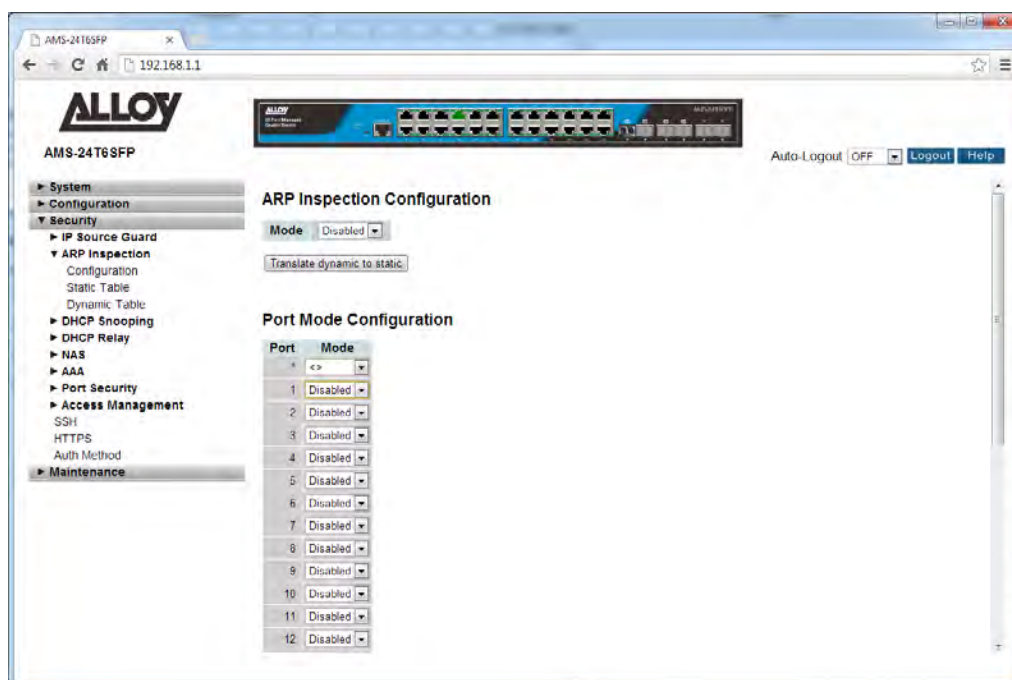 AMS-24T6SFP
192.168.1.1
ALLOY
ALLOY
AMS-24T6SFP
Auto-Logout OFF Logout Help
System
Configuration
Security
IP Source Guard
ARP Inspection
Configuration
Static Table
Dynamic Table
DHCP Snooping
DHCP Relay
NAS
AAA
Port Security
Access Management
SSH
HTTPS
Auth Method
Maintenance
ARP Inspection Configuration
Mode Disabled
Translate dynamic to static
Port Mode Configuration
Port Mode
* <>
1 Disabled
2 Disabled
3 Disabled
4 Disabled
5 Disabled
6 Disabled
7 Disabled
8 Disabled
9 Disabled
10 Disabled
11 Disabled
12 Disabled